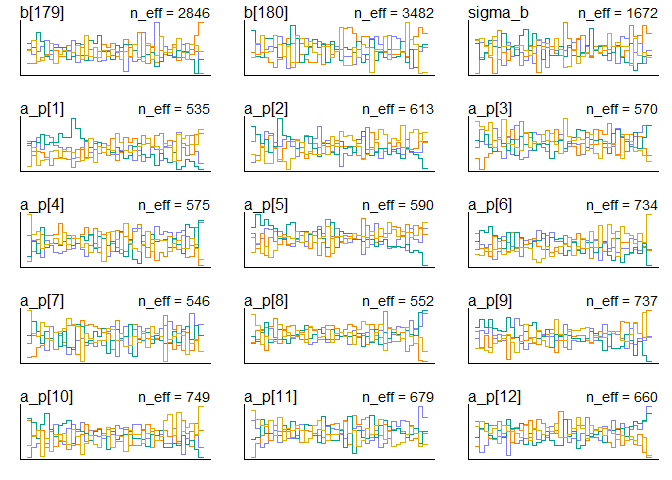 b[179] n_eff = 2846 b[180] n_eff = 3482 sigma_b n_eff = 1672
a_p[1] n_eff = 535 a_p[2] n_eff = 613 a_p[3] n_eff = 570
a_p[4] n_eff = 575 a_p[5] n_eff = 590 a_p[6] n_eff = 734
a_p[7] n_eff = 546 a_p[8] n_eff = 552 a_p[9] n_eff = 737
a_p[10] n_eff = 749 a_p[11] n_eff = 679 a_p[12] n_eff = 660